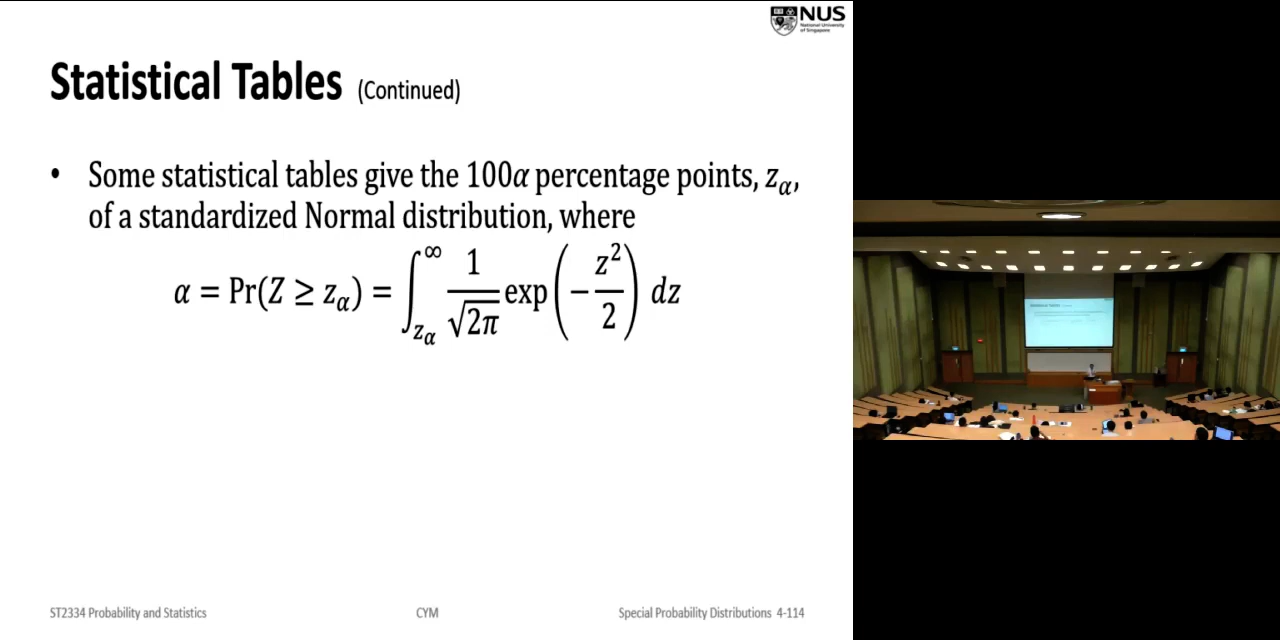 NUS
National University
of Singapore
Statistical Tables (Continued)
• Some statistical tables give the 100α percentage points, z_α,
of a standardized Normal distribution, where
α = Pr(Z ≥ z_α) = ∫_{z_α}^{∞} 1/√(2π) exp(−z²/2) dz
ST2334 Probability and Statistics
CYM
Special Probability Distributions 4-114
Statistical Tables